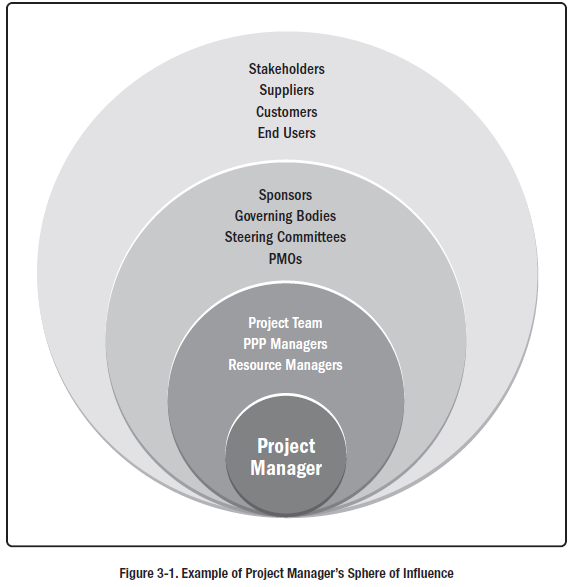 Stakeholders
Suppliers
Customers
End Users
Sponsors
Governing Bodies
Steering Committees
PMOs
Project Team
PPP Managers
Resource Managers
Project
Manager
Figure 3-1. Example of Project Manager's Sphere of Influence